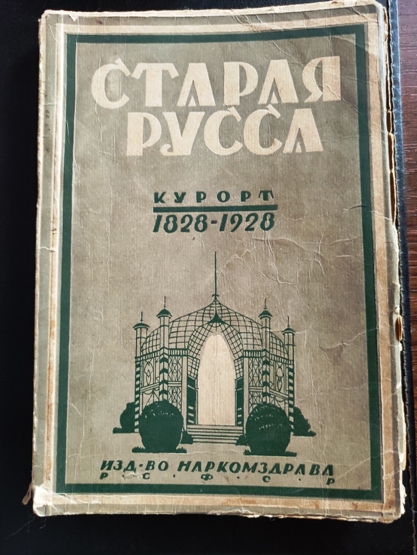 СТАРАЯ
РУССА
КУРОРТ
1828-1928
ИЗД-ВО НАРКОМЗДРАВА
Р. С. Ф. С. Р